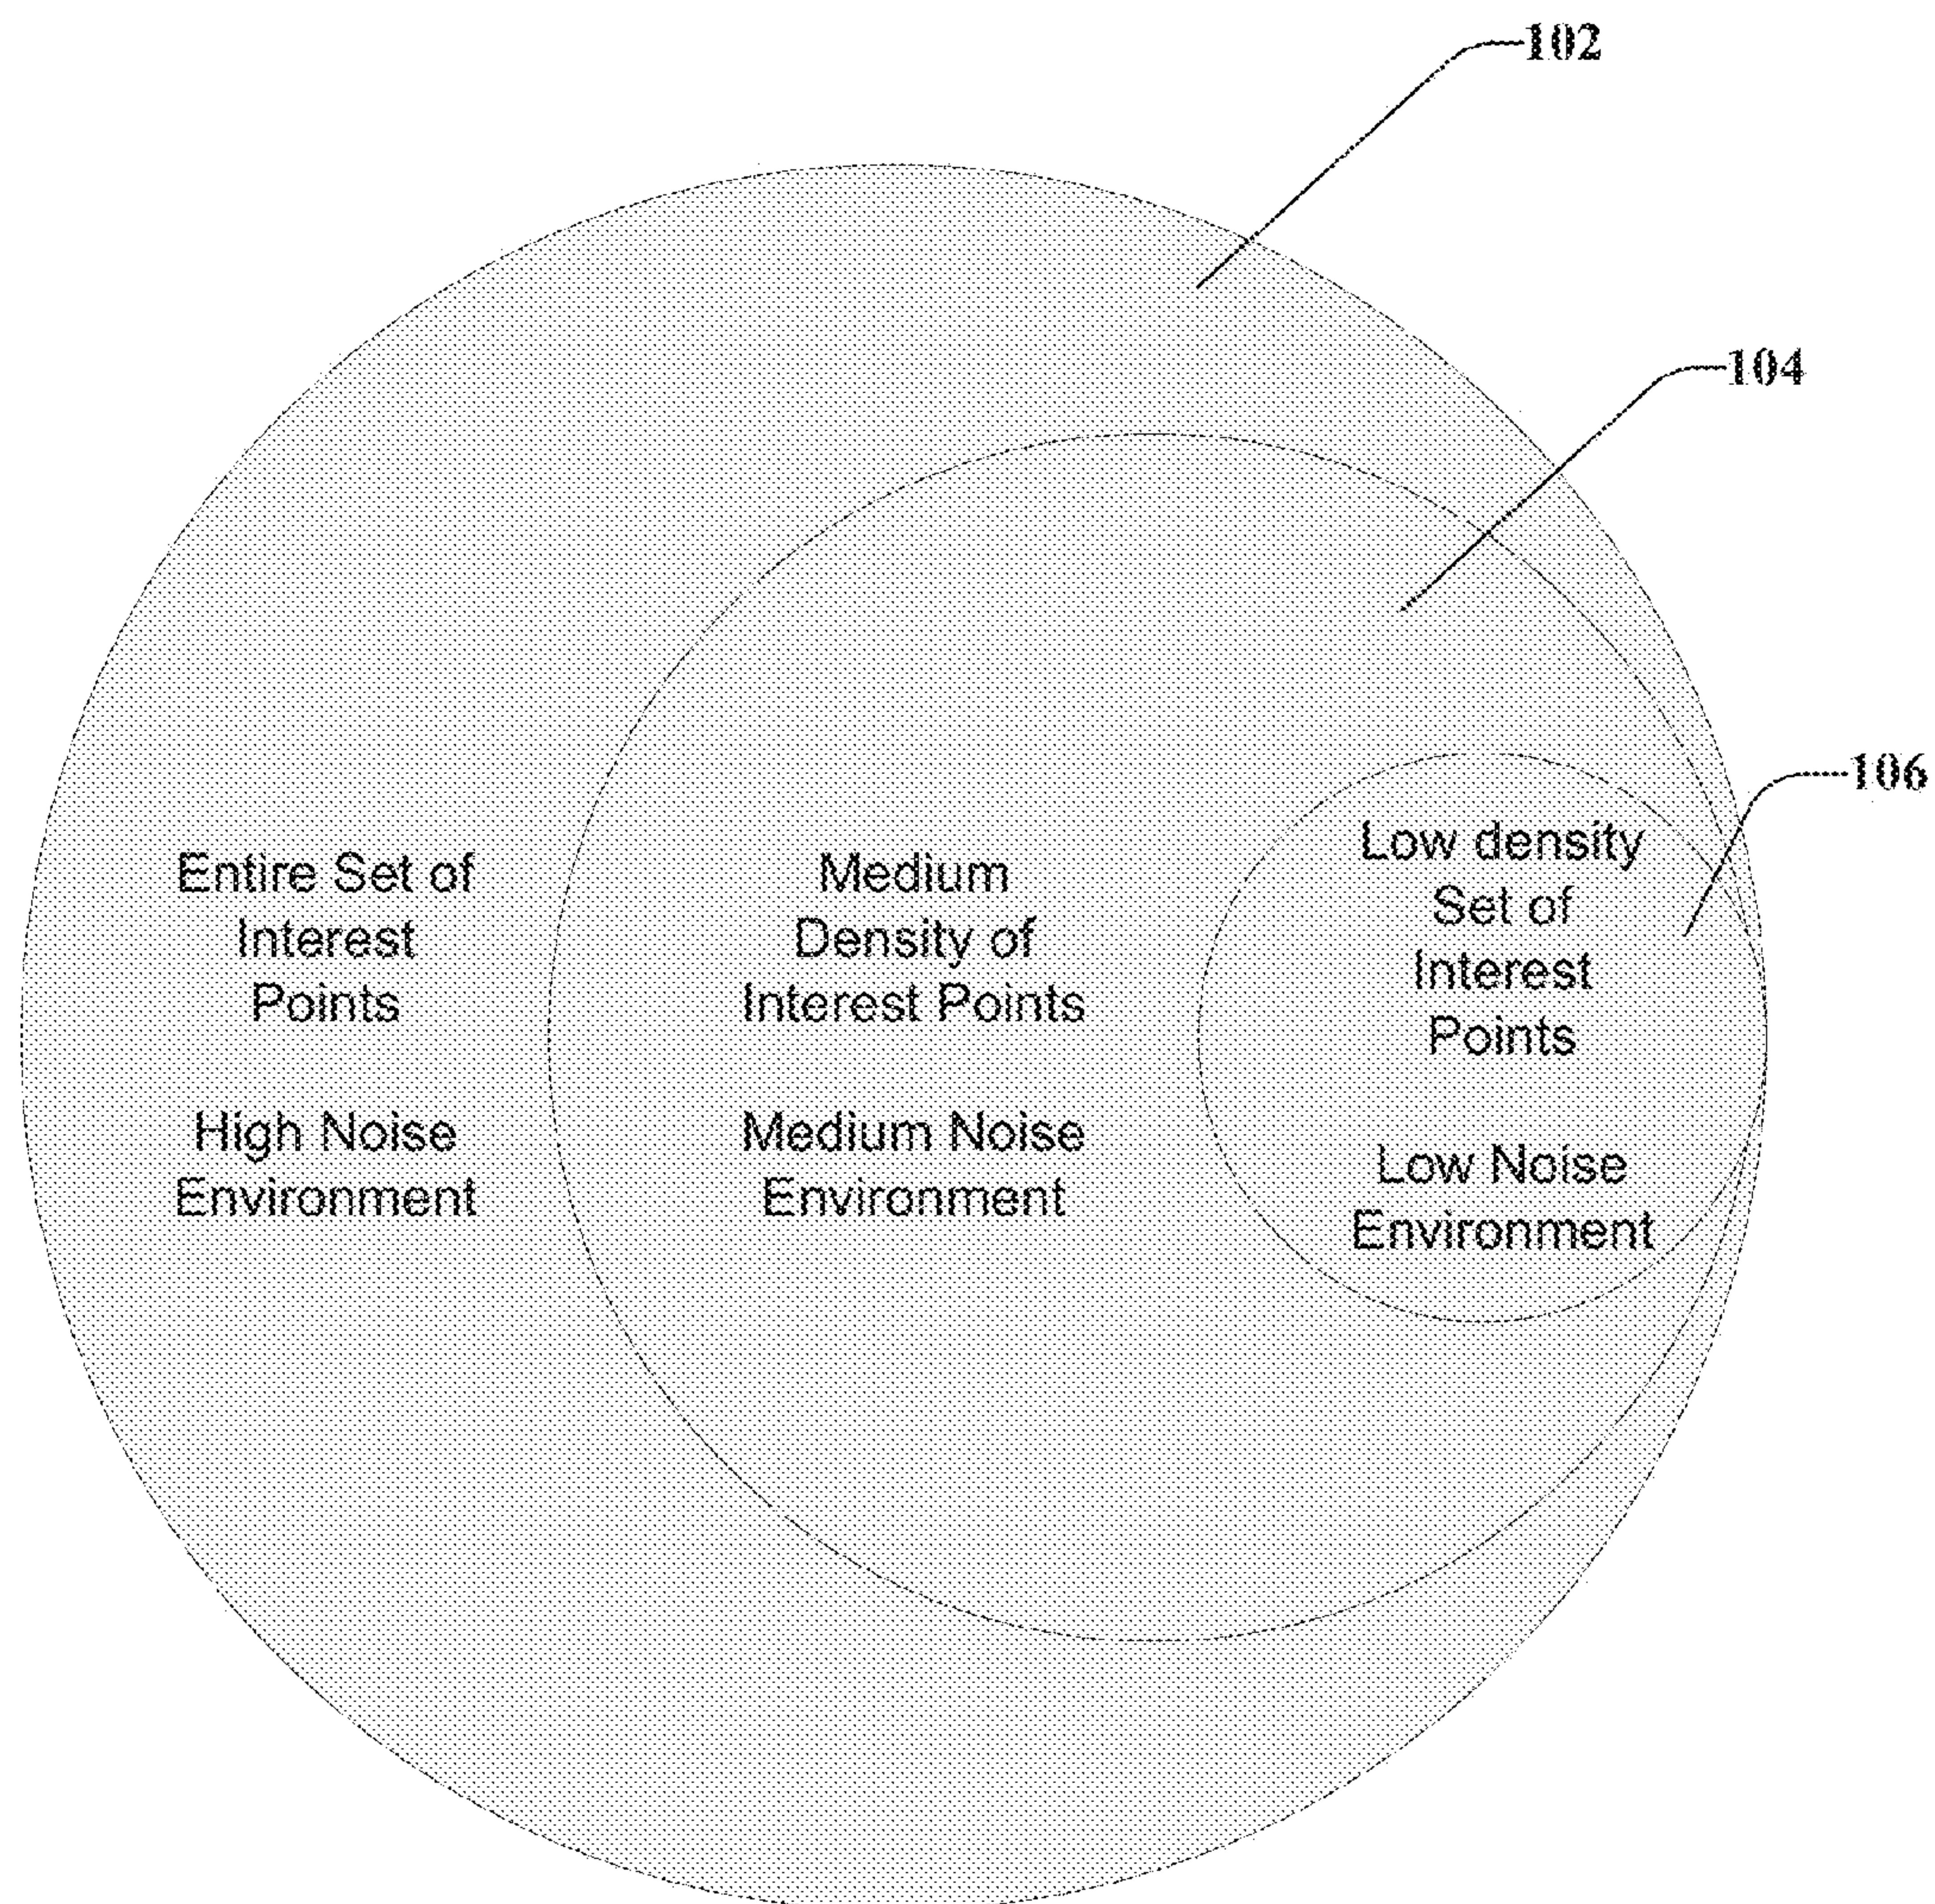 102
104
106
Entire Set of
Interest
Points
High Noise
Environment
Medium
Density of
Interest Points
Medium Noise
Environment
Low density
Set of
Interest
Points
Low Noise
Environment